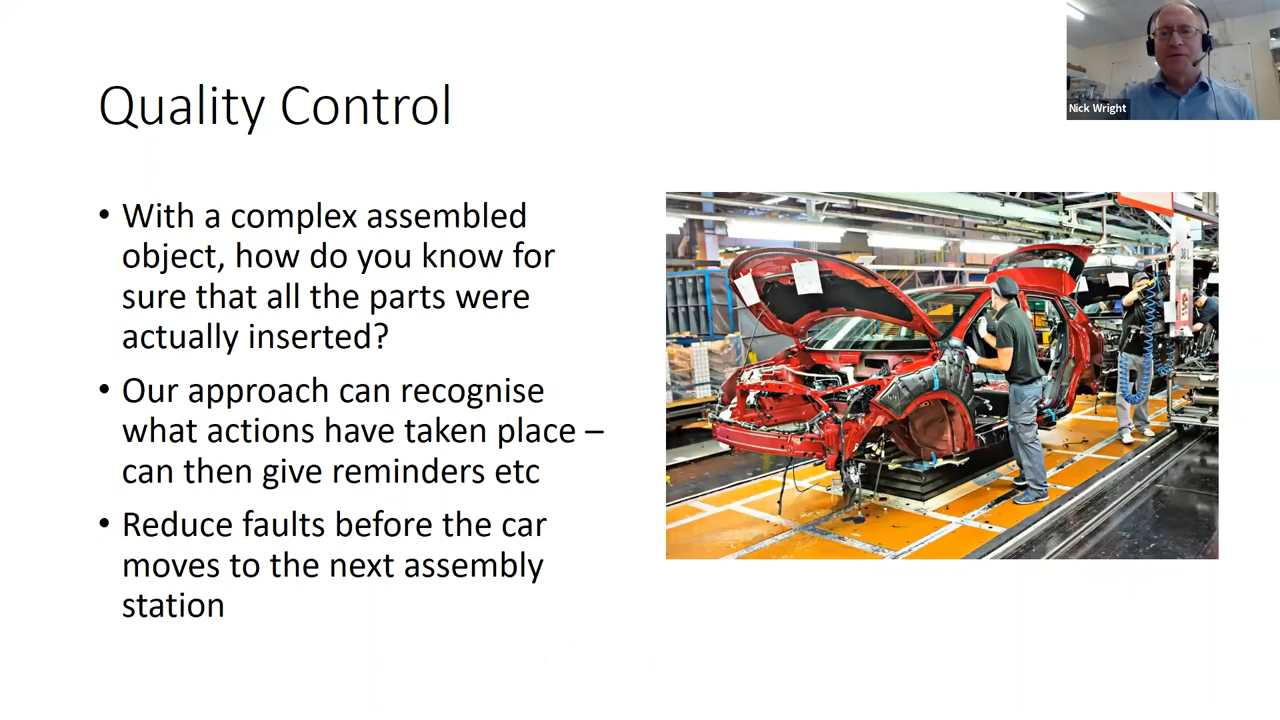 Quality Control
Nick Wright
• With a complex assembled
object, how do you know for
sure that all the parts were
actually inserted?
• Our approach can recognise
what actions have taken place –
can then give reminders etc
• Reduce faults before the car
moves to the next assembly
station